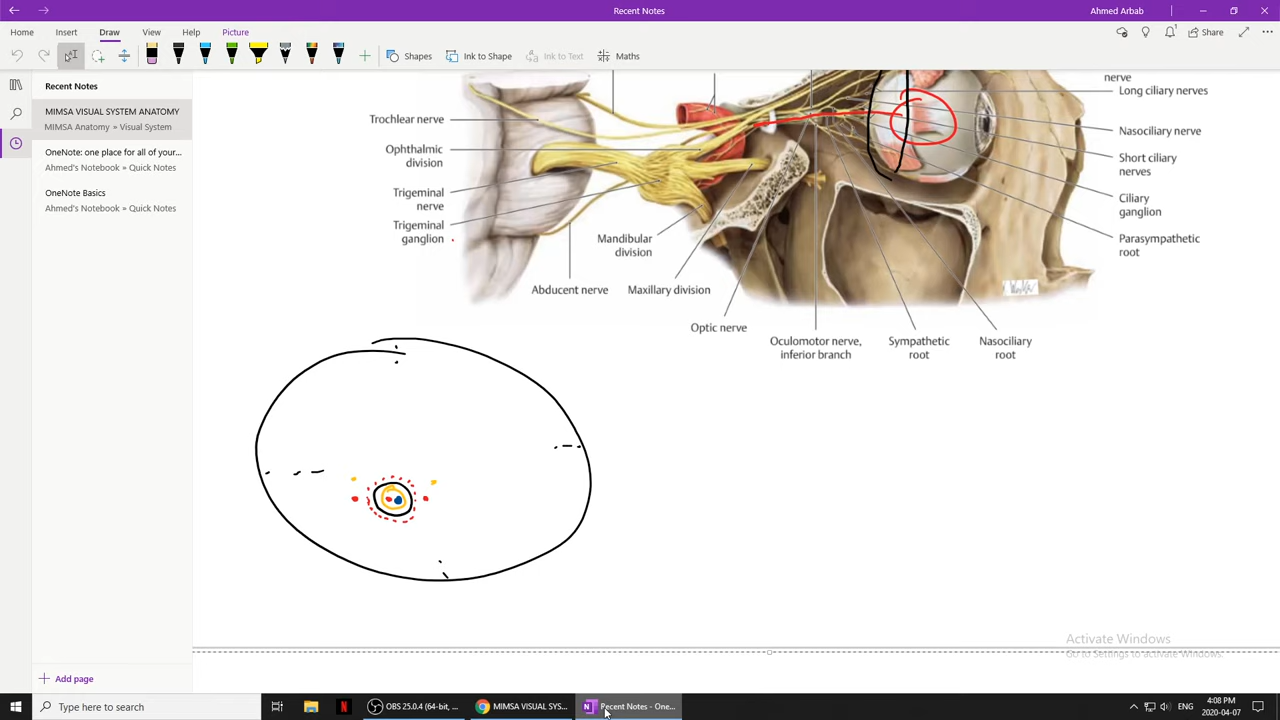 Recent Notes
Ahmed Arbab
Home
Insert
Draw
View
Help
Picture
Share
Shapes
Ink to Shape
Ink to Text
Maths
Recent Notes
MIMSA VISUAL SYSTEM ANATOMY
MIMSA Anatomy » Visual System
OneNote: one place for all of your...
Ahmed's Notebook » Quick Notes
OneNote Basics
Ahmed's Notebook » Quick Notes
Add page
Trochlear nerve
Ophthalmic
division
Trigeminal
nerve
Trigeminal
ganglion
Abducent nerve
Mandibular
division
Maxillary division
Optic nerve
Oculomotor nerve,
inferior branch
Sympathetic
root
Nasociliary
root
nerve
Long ciliary nerves
Nasociliary nerve
Short ciliary
nerves
Ciliary
ganglion
Parasympathetic
root
Activate Windows
Go to Settings to activate Windows.
Type here to search
OBS 25.0.4 (64-bit, ...
MIMSA VISUAL SYS...
Recent Notes - One...
ENG
4:08 PM
2020-04-07